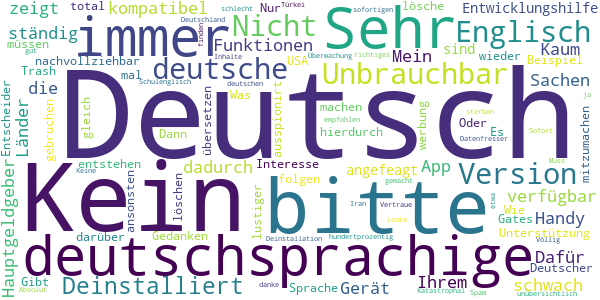 zeigt total Nur Türkei kompatibel Deutschland schlecht sofortigen lösche Entwicklungshilfe
ständig immer Nicht Sehr Englisch
müssen gut finden Funktionen Überwachung richtiges wieder Kaum
nachvollziehbar Inhalte USA Mein sind Beispiel
Trash Schulenglisch mal deutsche Unbrauchbar Sachen
Entscheider die gleich Deutsch deutschen übersetzen Was ausspioniert machen werbung Oder Datenfresser ja
Länder gebrochen Dann empfohlen hierdurch Es sterben Sofort mitzumachen
Hauptgeldgeber Kein Keine entstehen dadurch Interesse angefeagt App Version Muss
ansonsten löschen lustiger bitte folgen verfügbar
darüber Gedanken gemacht Wie Gates Handy
deutschsprachige Iran Vertraue Leute etwa Unterstützung
Gibt Deinstallation hundertprozentig Dafür Völlig Deutscher
Absolut Deinstalliert danke Sprache Gerät Ihrem Katastrophal Spam schwach unübersichtlich